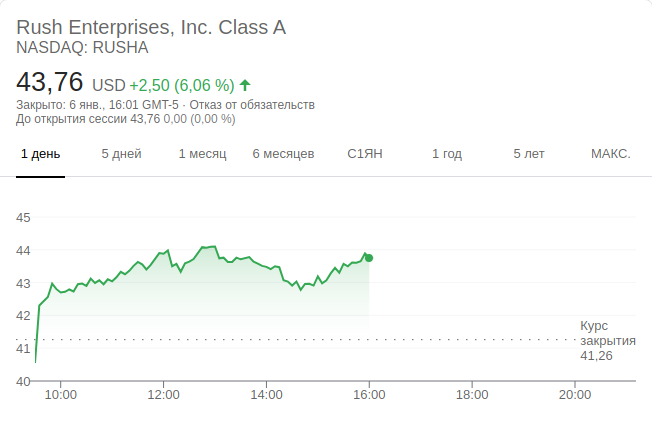 Rush Enterprises, Inc. Class A
NASDAQ: RUSHA
43,76 USD +2,50 (6,06 %)
Закрыто: 6 янв., 16:01 GMT-5 · Отказ от обязательств
До открытия сессии 43,76 0,00 (0,00 %)
1 день 5 дней 1 месяц 6 месяцев С1ЯН 1 год 5 лет МАКС.
45
44
43
42
Курс
закрытия
41
41,26
40
10:00 12:00 14:00 16:00 18:00 20:00